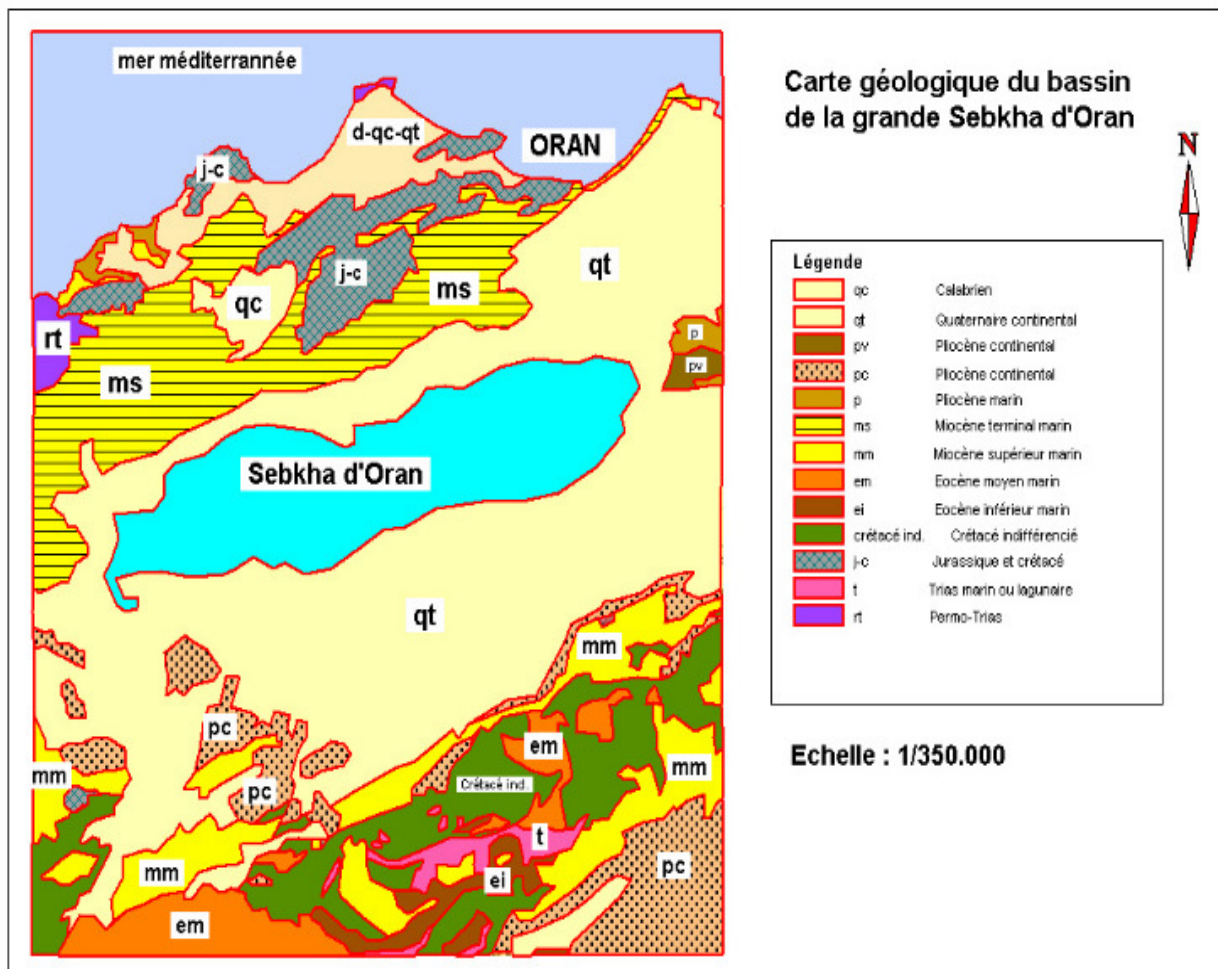 mer méditerrannée
d-qc-qt
ORAN
j-c
qt
j-c
qc
ms
rt
p
pv
ms
Sebkha d'Oran
qt
mm
pc
em
mm
mm
pc
Crétacé ind.
t
mm
pc
ei
em
Carte géologique du bassin
de la grande Sebkha d'Oran
N
Légende
qc Calabrien
qt Quaternaire continental
pv Pliocène continental
pc Pliocène continental
p Pliocène marin
ms Miocène terminal marin
mm Miocène supérieur marin
em Eocène moyen marin
ei Eocène inférieur marin
crétacé ind. Crétacé indifférencié
j-c Jurassique et crétacé
t Trias marin ou lagunaire
rt Permo-Trias
Echelle : 1/350.000